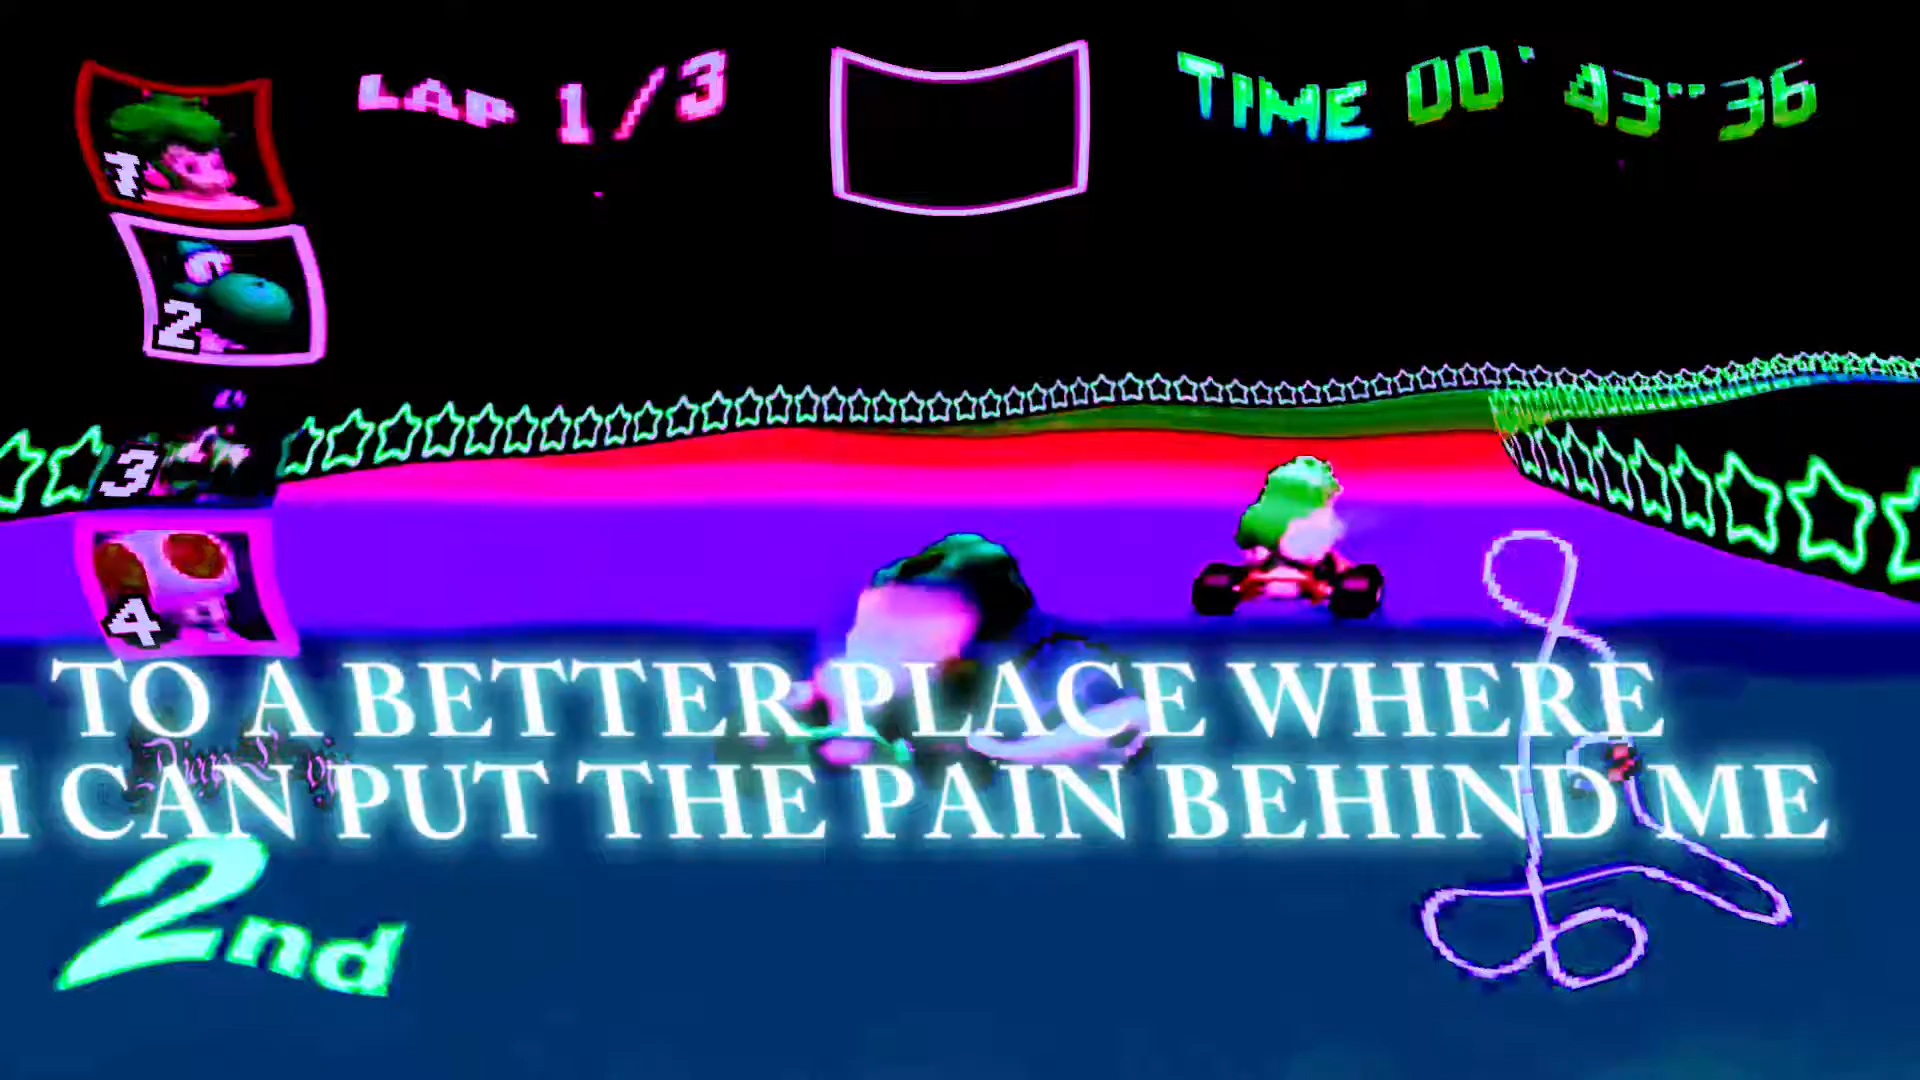 LAP 1/3
TIME 00'43"36
1
2
3
4
TO A BETTER PLACE WHERE
I CAN PUT THE PAIN BEHIND ME
2nd